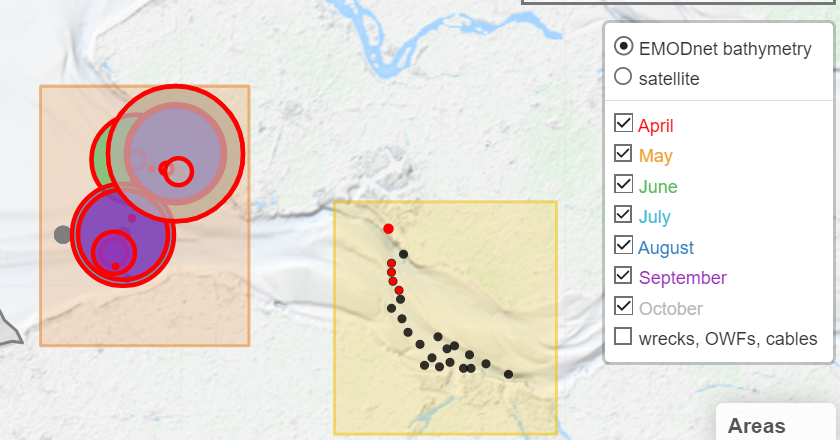 EMODnet bathymetry
satellite
April
May
June
July
August
September
October
wrecks, OWFs, cables
Areas